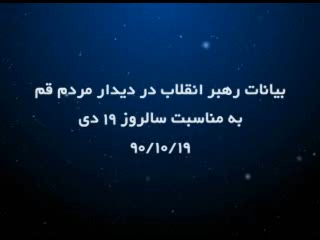 بیانات رهبر انقلاب در دیدار مردم قم
به مناسبت سالروز ۱۹ دی
۹۰/۱۰/۱۹